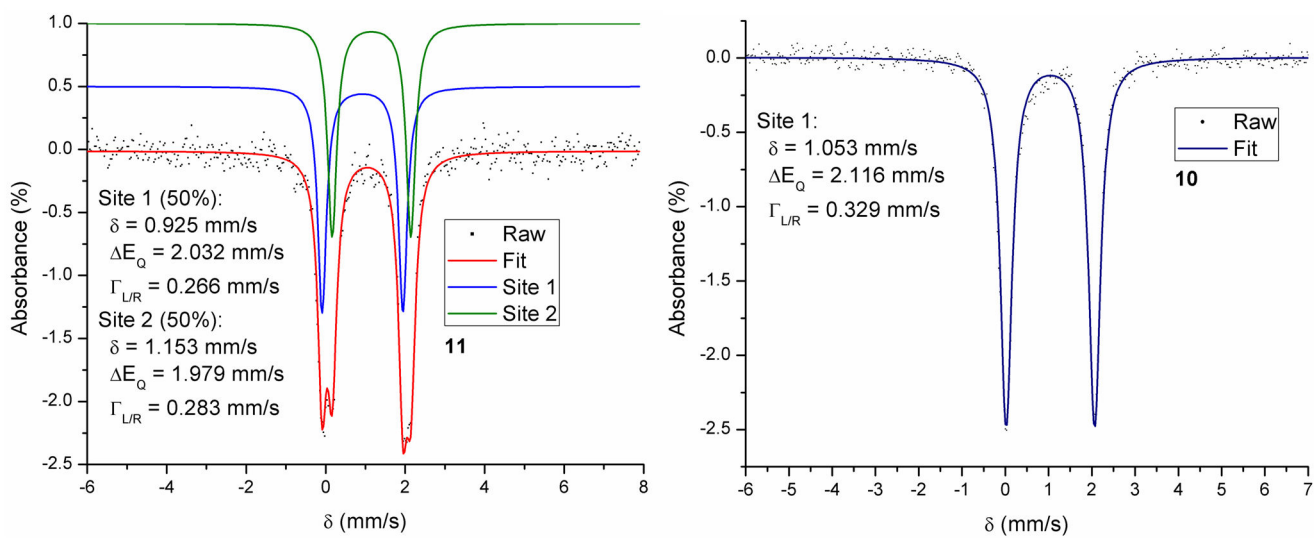 1.0
0.5
0.0
-0.5
-1.0
-1.5
-2.0
-2.5
Absorbance (%)
Site 1 (50%):
δ = 0.925 mm/s
ΔE_Q = 2.032 mm/s
Γ_L/R = 0.266 mm/s
Site 2 (50%):
δ = 1.153 mm/s
ΔE_Q = 1.979 mm/s
Γ_L/R = 0.283 mm/s
Raw
Fit
Site 1
Site 2
11
-6 -4 -2 0 2 4 6 8
δ (mm/s)
0.0
-0.5
-1.0
-1.5
-2.0
-2.5
Absorbance (%)
Site 1:
δ = 1.053 mm/s
ΔE_Q = 2.116 mm/s
Γ_L/R = 0.329 mm/s
Raw
Fit
10
-6 -5 -4 -3 -2 -1 0 1 2 3 4 5 6 7
δ (mm/s)